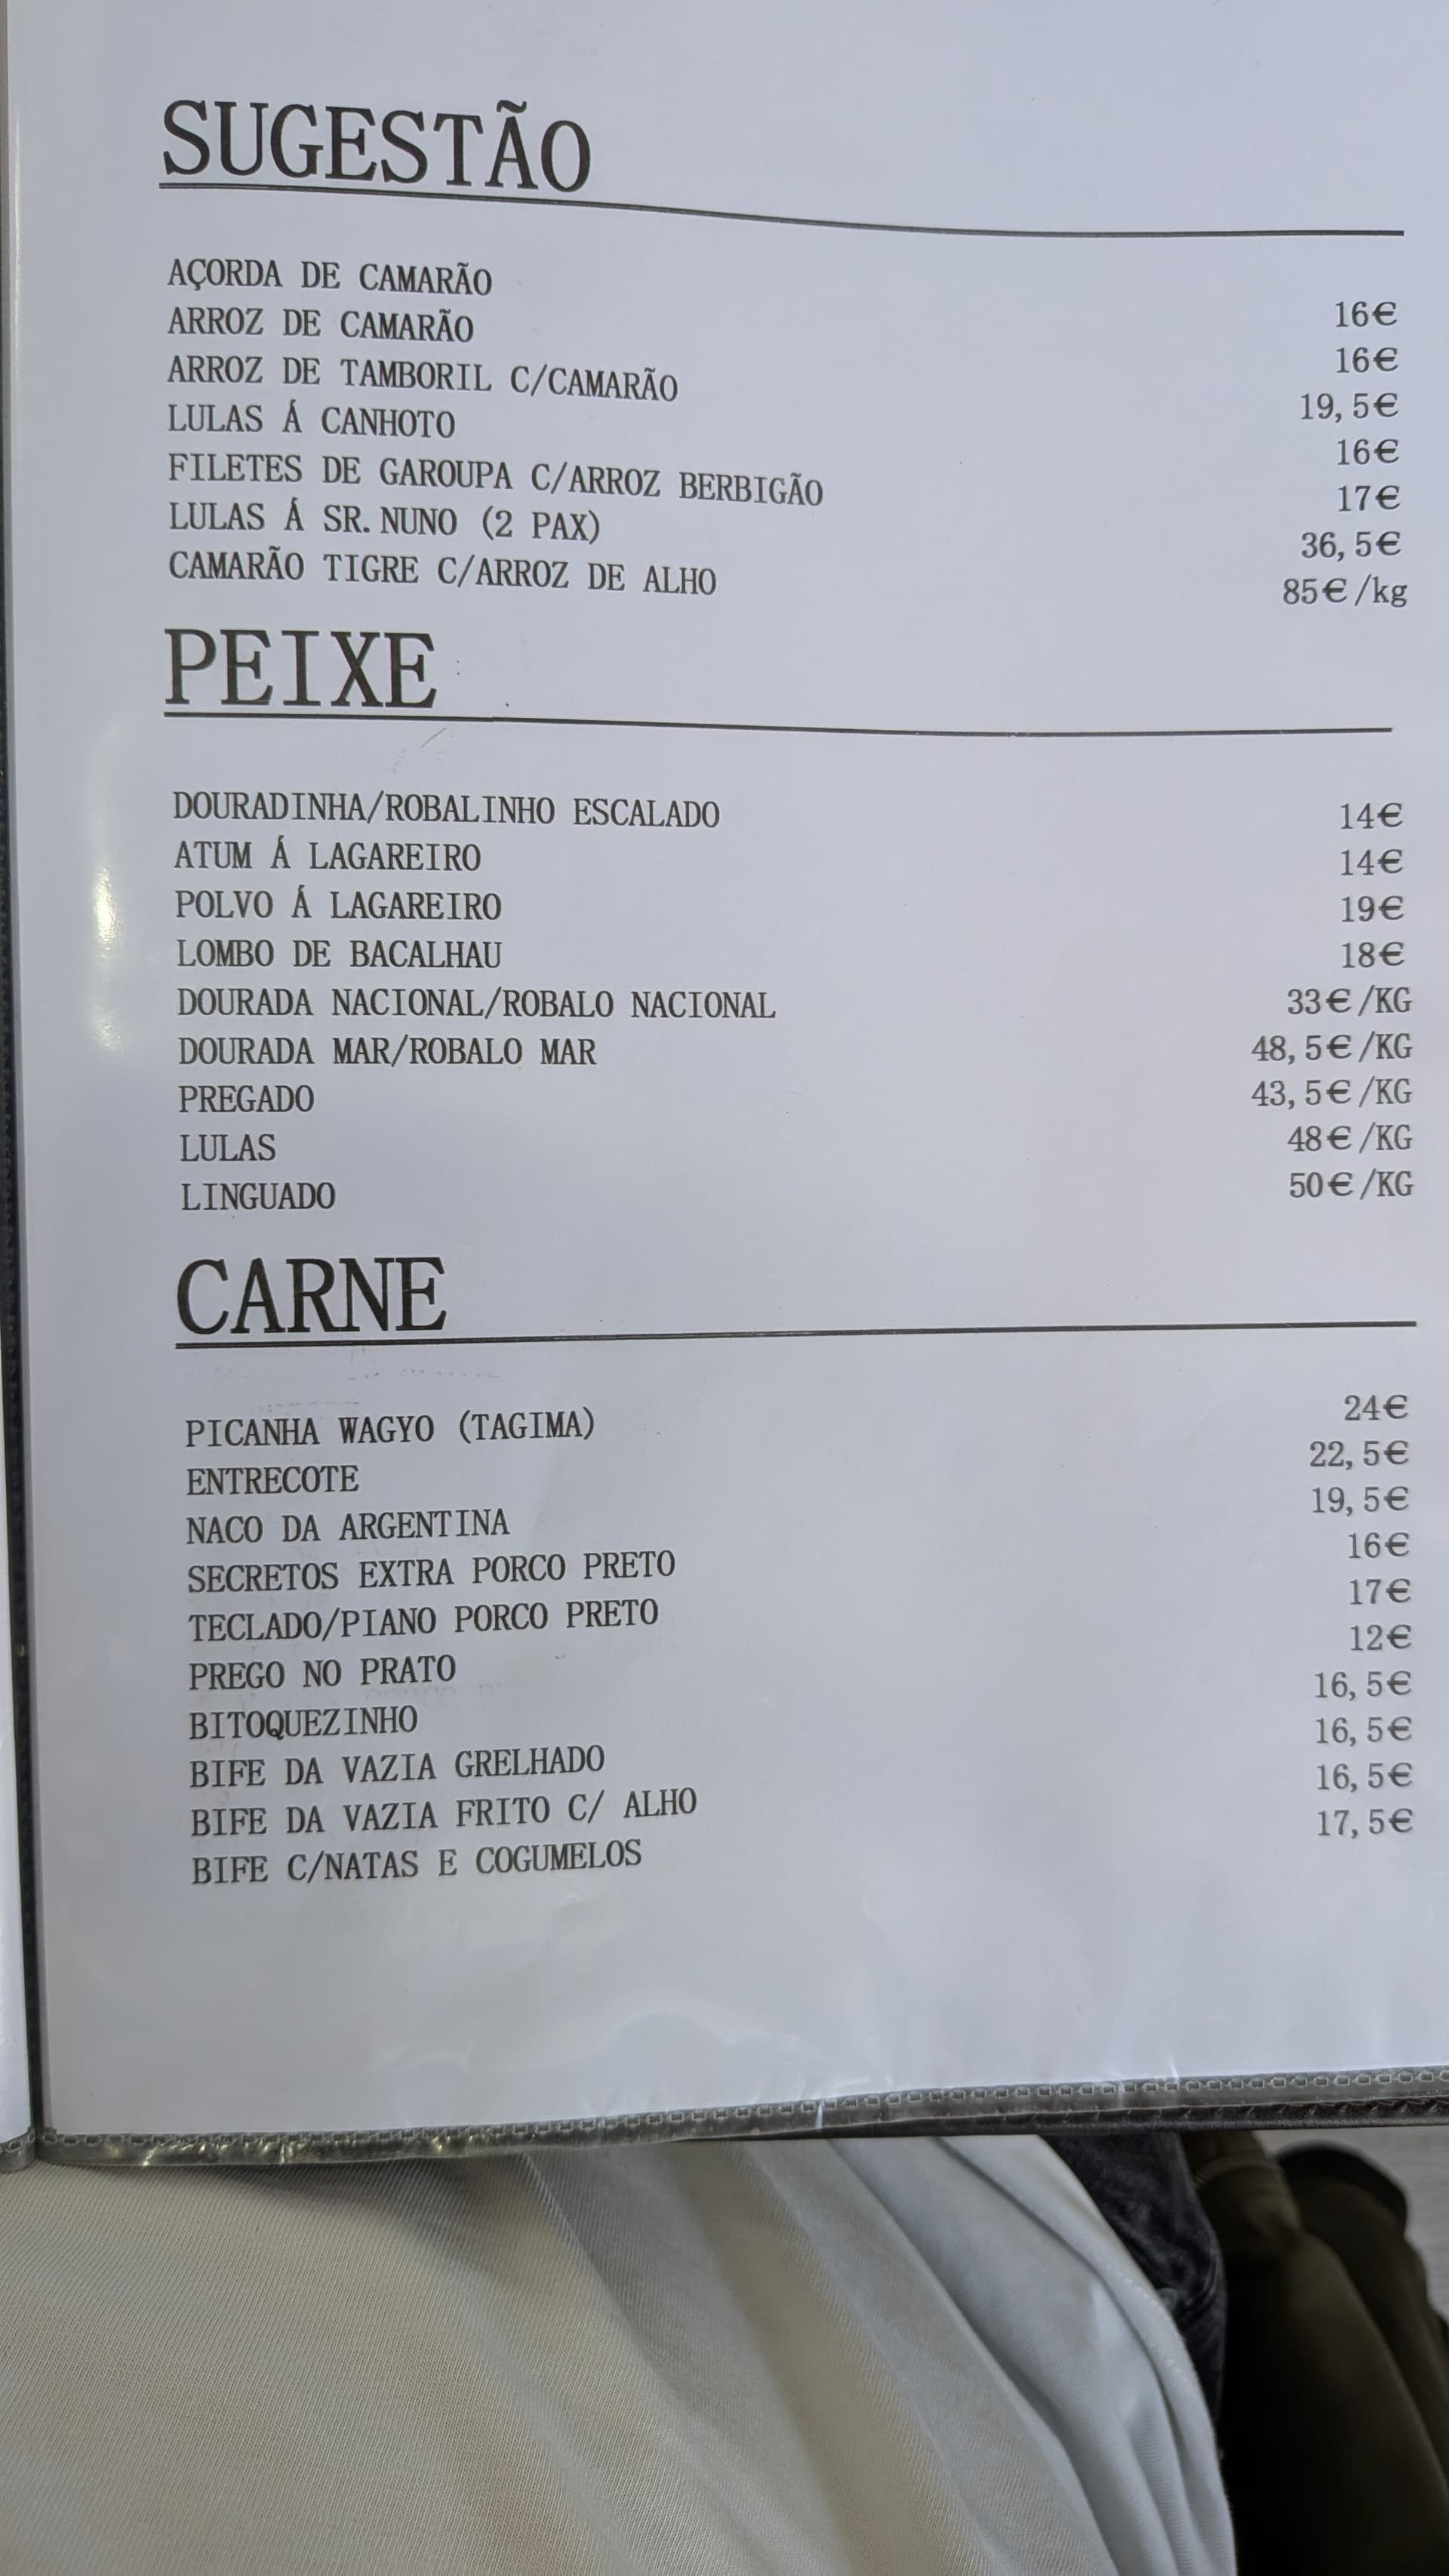 SUGESTÃO
AÇORDA DE CAMARÃO 16€
ARROZ DE CAMARÃO 16€
ARROZ DE TAMBORIL C/CAMARÃO 19,5€
LULAS Á CANHOTO 16€
FILETES DE GAROUPA C/ARROZ BERBIGÃO 17€
LULAS Á SR.NUNO (2 PAX) 36,5€
CAMARÃO TIGRE C/ARROZ DE ALHO 85€/kg
PEIXE
DOURADINHA/ROBALINHO ESCALADO 14€
ATUM Á LAGAREIRO 14€
POLVO Á LAGAREIRO 19€
LOMBO DE BACALHAU 18€
DOURADA NACIONAL/ROBALO NACIONAL 33€/KG
DOURADA MAR/ROBALO MAR 48,5€/KG
PREGADO 43,5€/KG
LULAS 48€/KG
LINGUADO 50€/KG
CARNE
PICANHA WAGYO (TAGIMA) 24€
ENTRECOTE 22,5€
NACO DA ARGENTINA 19,5€
SECRETOS EXTRA PORCO PRETO 16€
TECLADO/PIANO PORCO PRETO 17€
PREGO NO PRATO 12€
BITOQUEZINHO 16,5€
BIFE DA VAZIA GRELHADO 16,5€
BIFE DA VAZIA FRITO C/ ALHO 16,5€
BIFE C/NATAS E COGUMELOS 17,5€